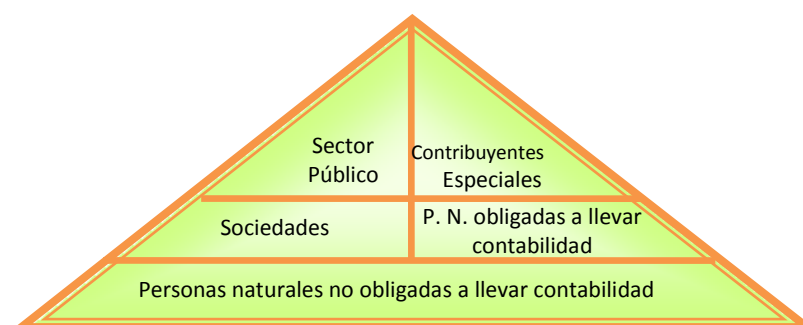 Sector
Público
Contribuyentes
Especiales
Sociedades
P. N. obligadas a llevar
contabilidad
Personas naturales no obligadas a llevar contabilidad